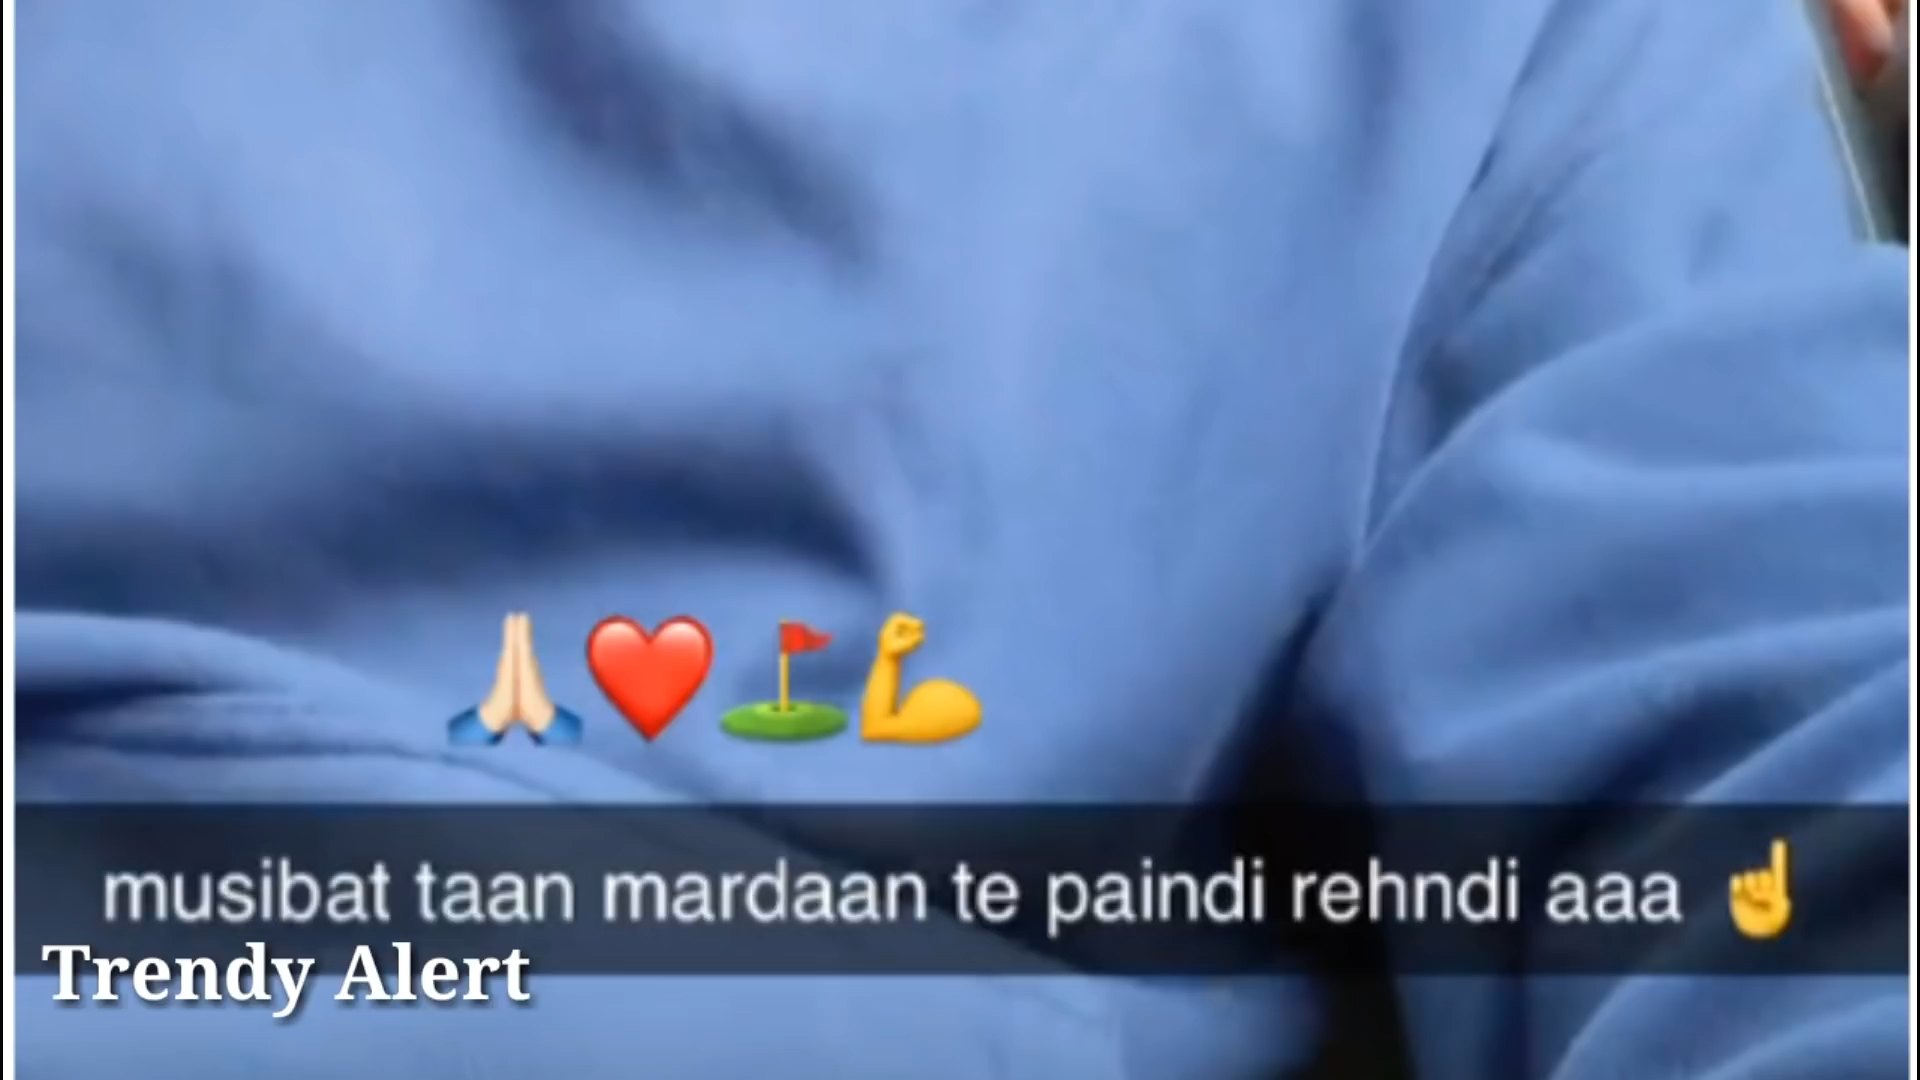 🙏🏻❤️⛳💪
musibat taan mardaan te paindi rehndi aaa ☝️
Trendy Alert